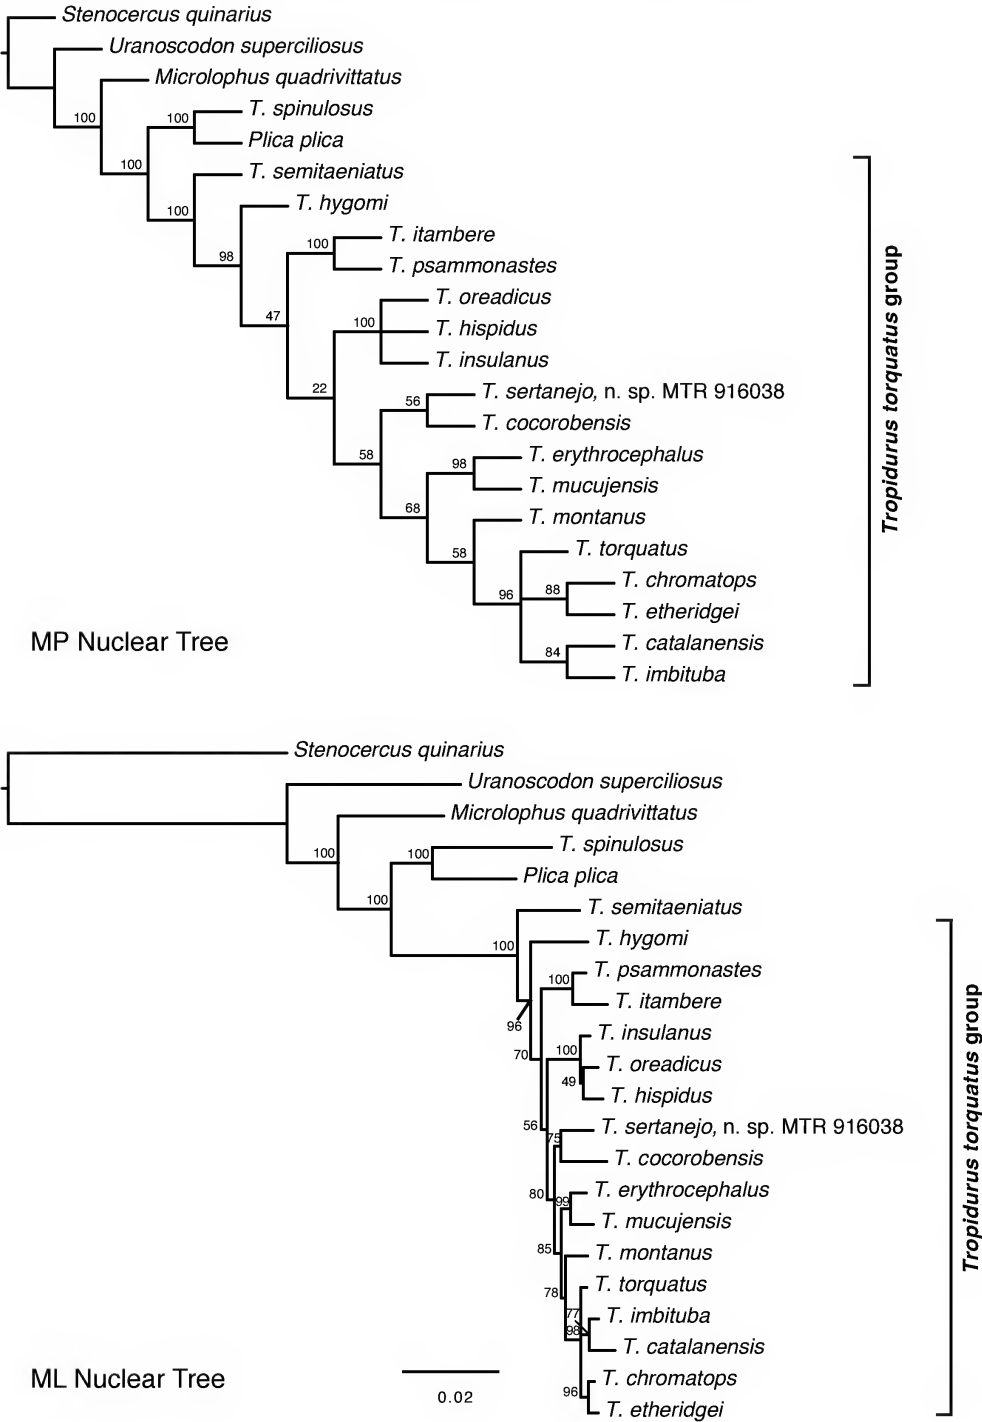 Stenocercus quinarius
Uranoscodon superciliosus
Microlophus quadrivittatus
100
100
T. spinulosus
Plica plica
100
100
T. semitaeniatus
T. hygomi
98
100
T. itambere
T. psammonastes
47
100
T. oreadicus
T. hispidus
T. insulanus
22
56
T. sertanejo, n. sp. MTR 916038
T. cocorobensis
58
98
T. erythrocephalus
T. mucujensis
68
T. montanus
58
T. torquatus
96
88
T. chromatops
T. etheridgei
84
T. catalanensis
T. imbituba
Tropidurus torquatus group
MP Nuclear Tree
Stenocercus quinarius
Uranoscodon superciliosus
Microlophus quadrivittatus
100
100
T. spinulosus
Plica plica
100
100
T. semitaeniatus
T. hygomi
96
100
T. psammonastes
T. itambere
70
100
T. insulanus
T. oreadicus
49
T. hispidus
56
75
T. sertanejo, n. sp. MTR 916038
T. cocorobensis
80
99
T. erythrocephalus
T. mucujensis
85
T. montanus
78
T. torquatus
77
T. imbituba
98
T. catalanensis
96
T. chromatops
T. etheridgei
Tropidurus torquatus group
ML Nuclear Tree
0.02